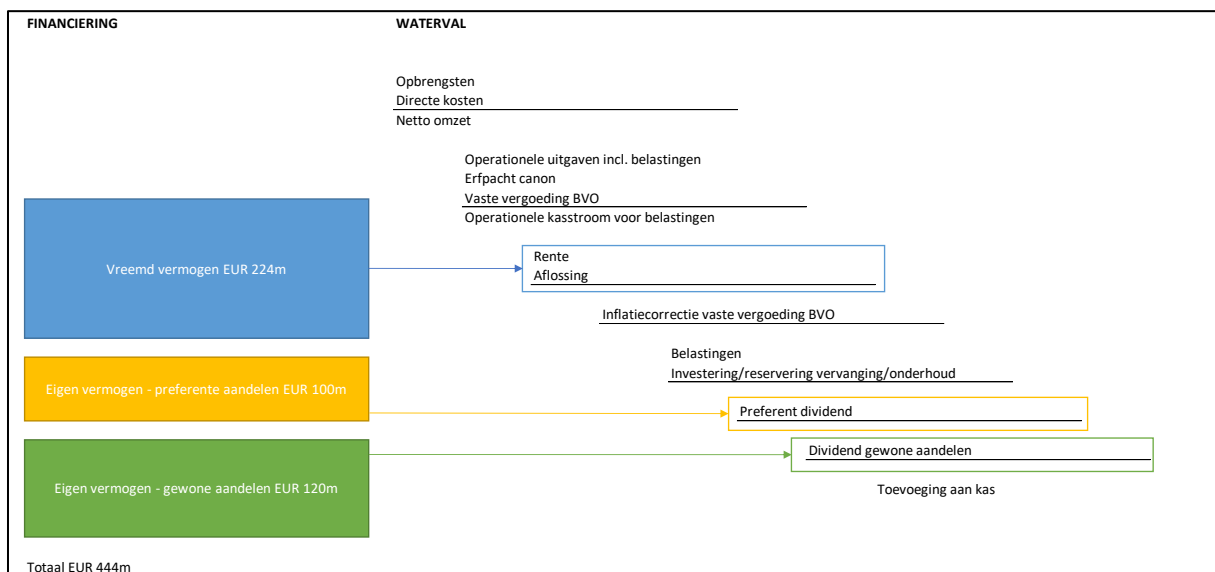 FINANCIERING
WATERVAL
Opbrengsten
Directe kosten
Netto omzet
Operationele uitgaven incl. belastingen
Erfpacht canon
Vaste vergoeding BVO
Operationele kasstroom voor belastingen
Vreemd vermogen EUR 224m
Rente
Aflossing
Inflatiecorrectie vaste vergoeding BVO
Belastingen
Investering/reservering vervanging/onderhoud
Eigen vermogen - preferente aandelen EUR 100m
Preferent dividend
Dividend gewone aandelen
Eigen vermogen - gewone aandelen EUR 120m
Toevoeging aan kas
Totaal EUR 444m